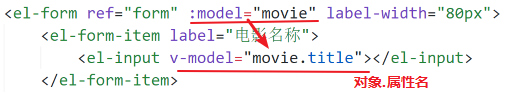 <el-form ref="form" :model="movie" label-width="80px">
<el-form-item label="电影名称">
<el-input v-model="movie.title"></el-input>
对象.属性名
</el-form-item>